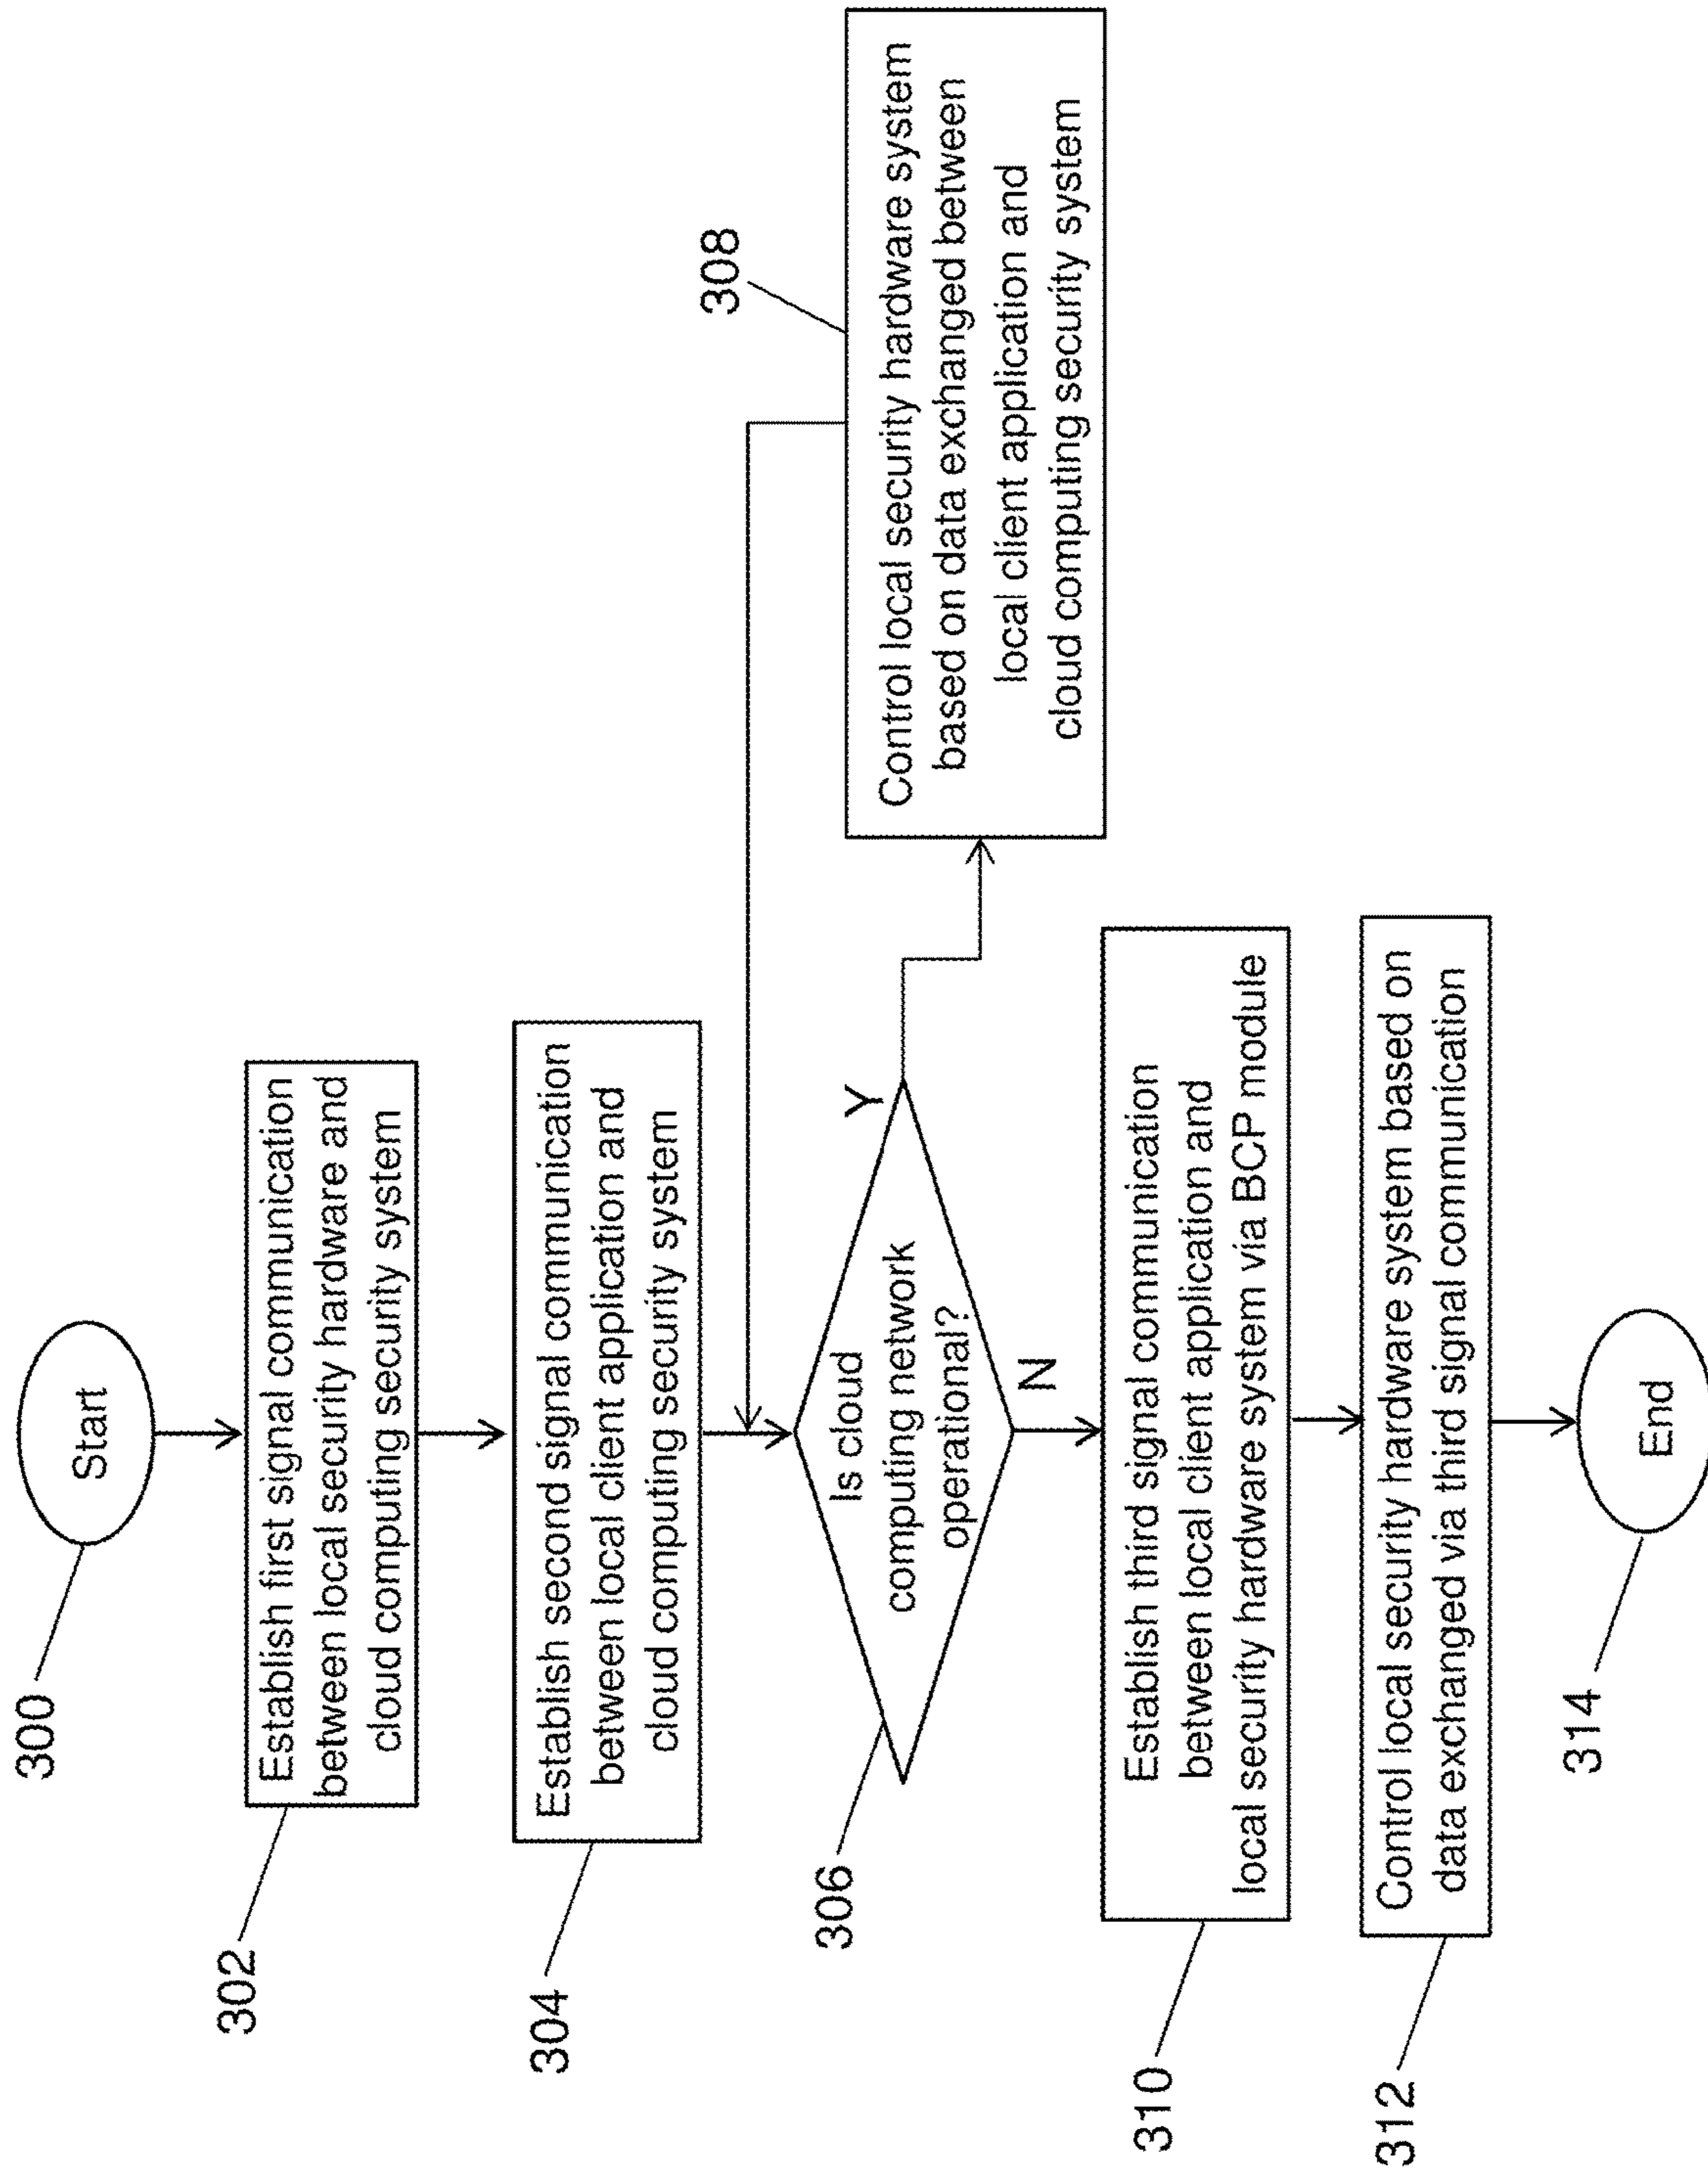 300
Start
302
Establish first signal communication
between local security hardware and
cloud computing security system
304
Establish second signal communication
between local client application and
cloud computing security system
306
Is cloud
computing network
operational?
Y
N
308
Control local security hardware system
based on data exchanged between
local client application and
cloud computing security system
310
Establish third signal communication
between local client application and
local security hardware system via BCP module
312
Control local security hardware system based on
data exchanged via third signal communication
314
End